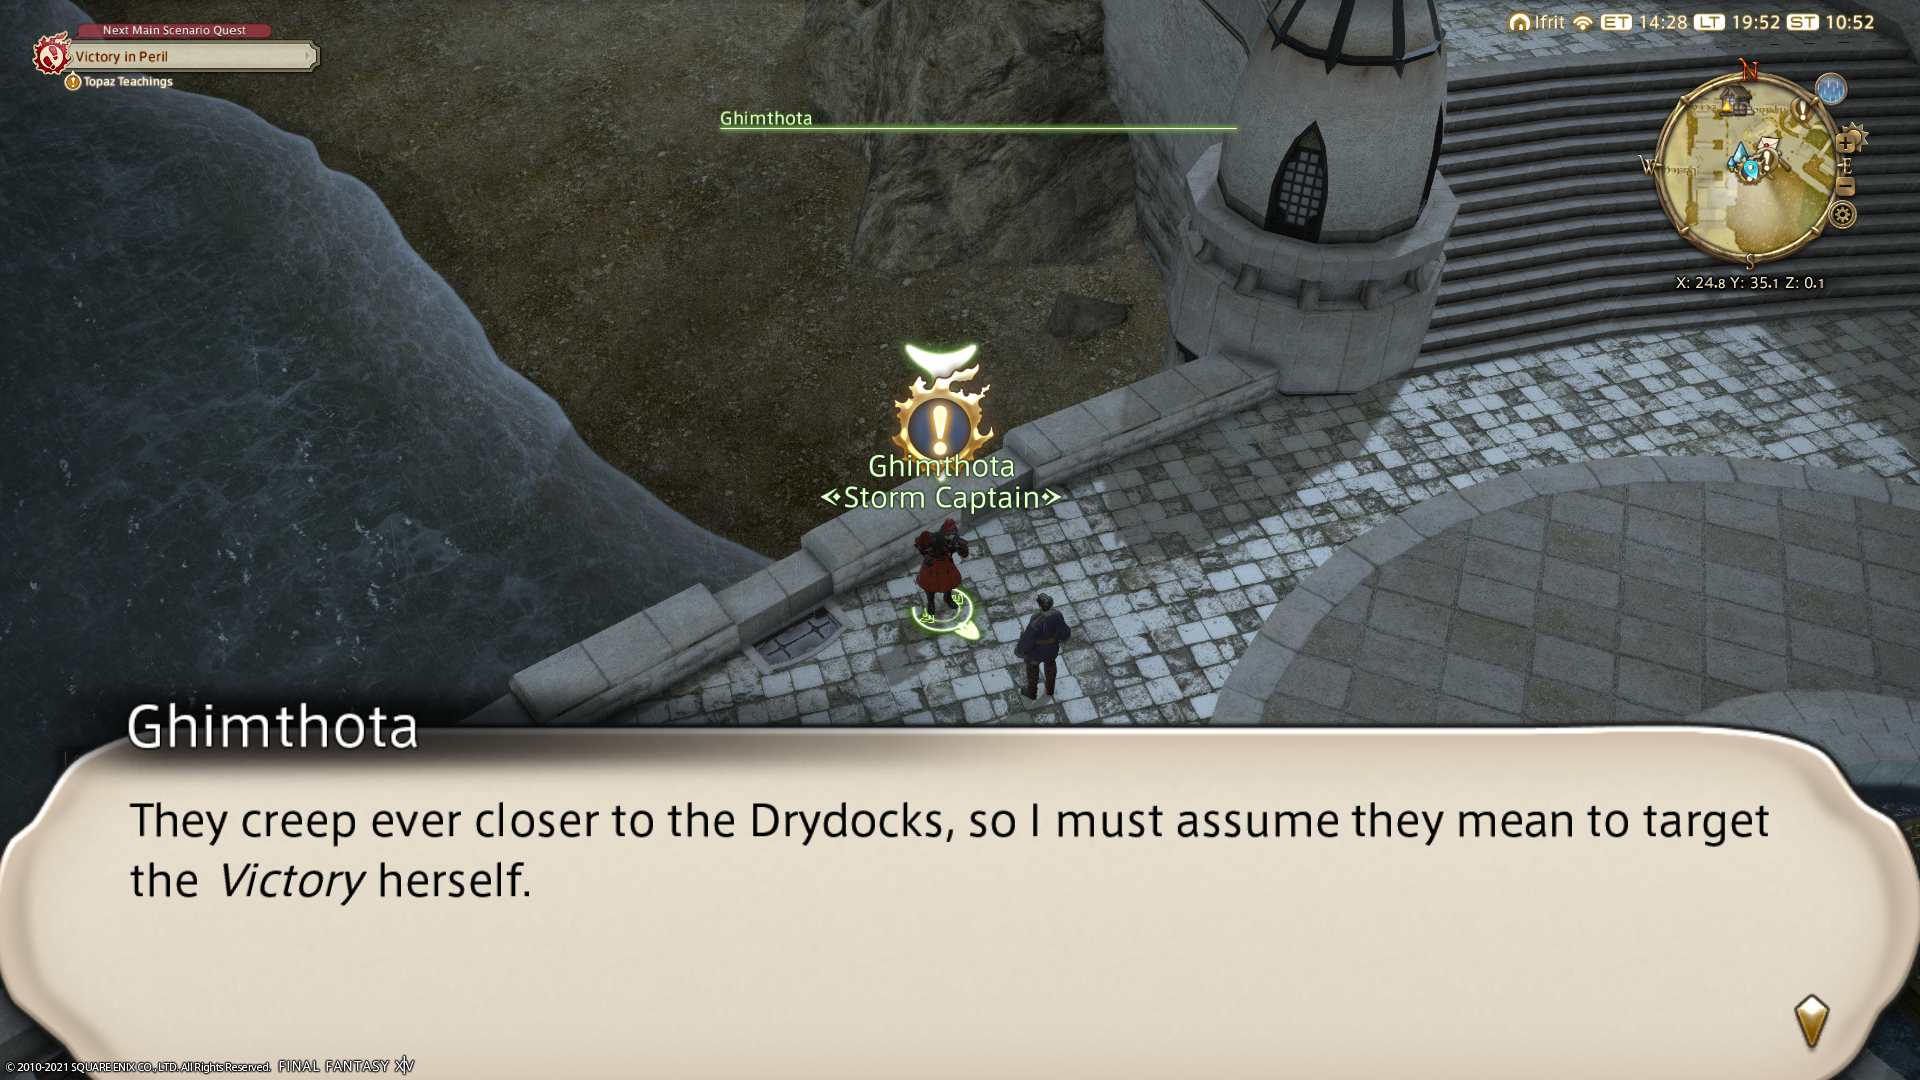 Next Main Scenario Quest
Victory in Peril
Topaz Teachings
Ifrit ET 14:28 LT 19:52 ST 10:52
N
W
E
S
X: 24.8 Y: 35.1 Z: 0.1
Ghimthota
Ghimthota
«Storm Captain»
Ghimthota
They creep ever closer to the Drydocks, so I must assume they mean to target
the Victory herself.
© 2010-2021 SQUARE ENIX CO., LTD. All Rights Reserved. FINAL FANTASY XIV